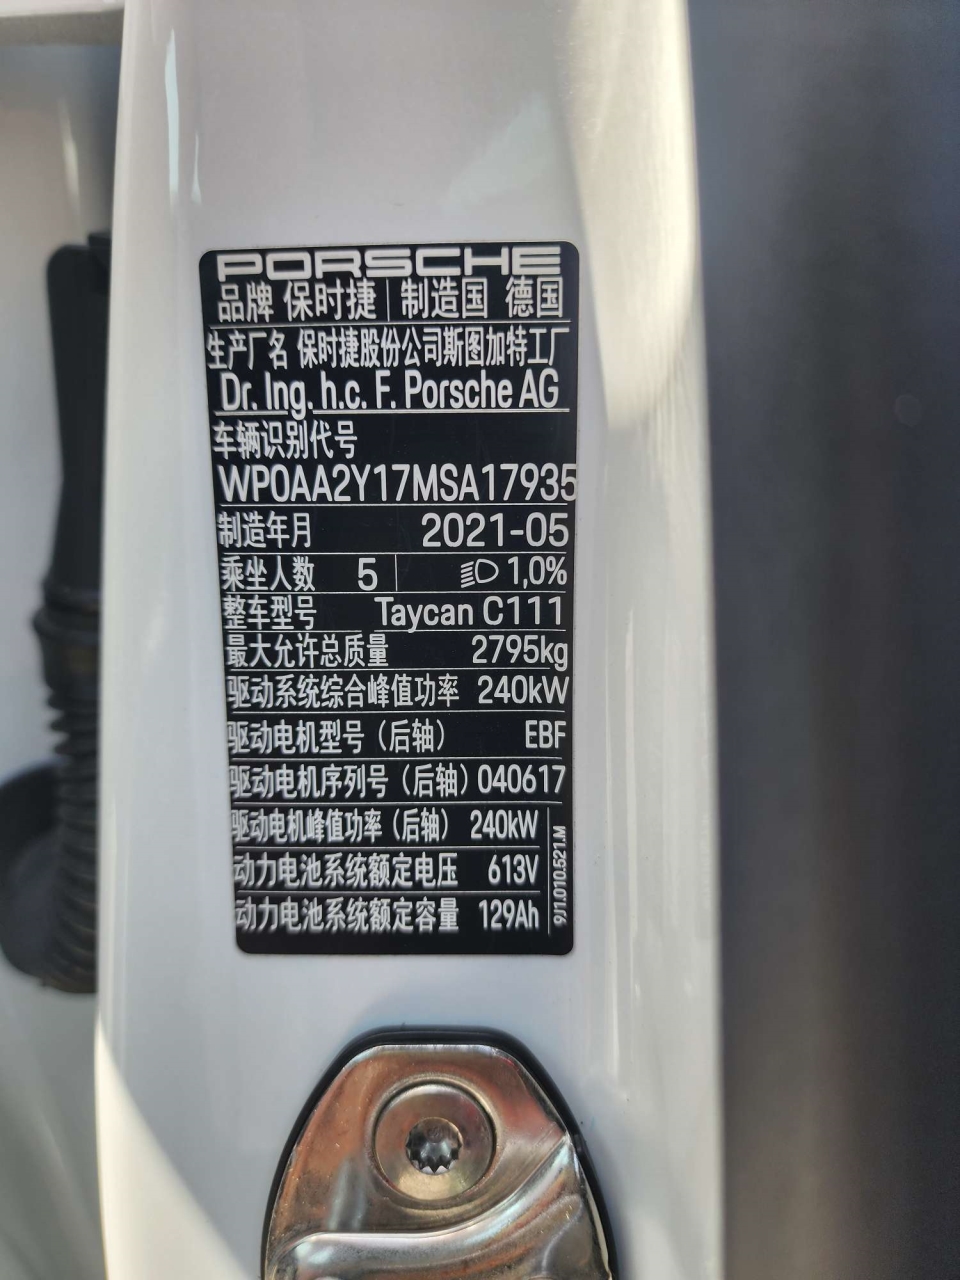 PORSCHE
品牌 保时捷 制造国 德国
生产厂名 保时捷股份公司斯图加特工厂
Dr. Ing. h.c. F. Porsche AG
车辆识别代号
WP0AA2Y17MSA17935
制造年月 2021-05
乘坐人数 5 1,0%
整车型号 Taycan C111
最大允许总质量 2795kg
驱动系统综合峰值功率 240kW
驱动电机型号（后轴） EBF
驱动电机序列号（后轴） 040617
驱动电机峰值功率（后轴） 240kW
动力电池系统额定电压 613V
动力电池系统额定容量 129Ah
9J1.010.521.M